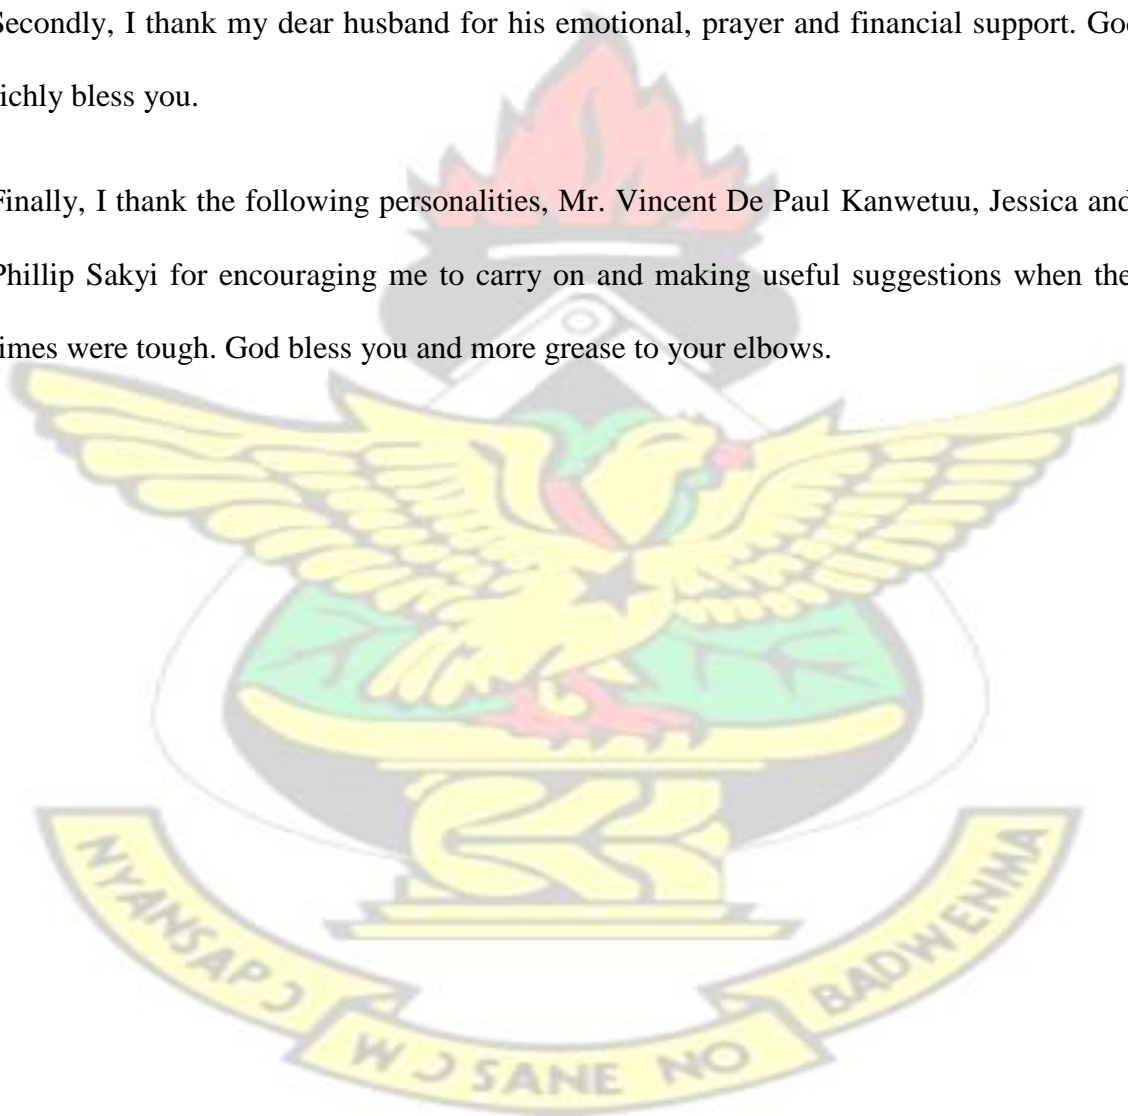 Secondly, I thank my dear husband for his emotional, prayer and financial support. God
richly bless you.
Finally, I thank the following personalities, Mr. Vincent De Paul Kanwetuu, Jessica and
Phillip Sakyi for encouraging me to carry on and making useful suggestions when the
times were tough. God bless you and more grease to your elbows.
NYANSAPƆ
WƆSANE NO
BADWENMA